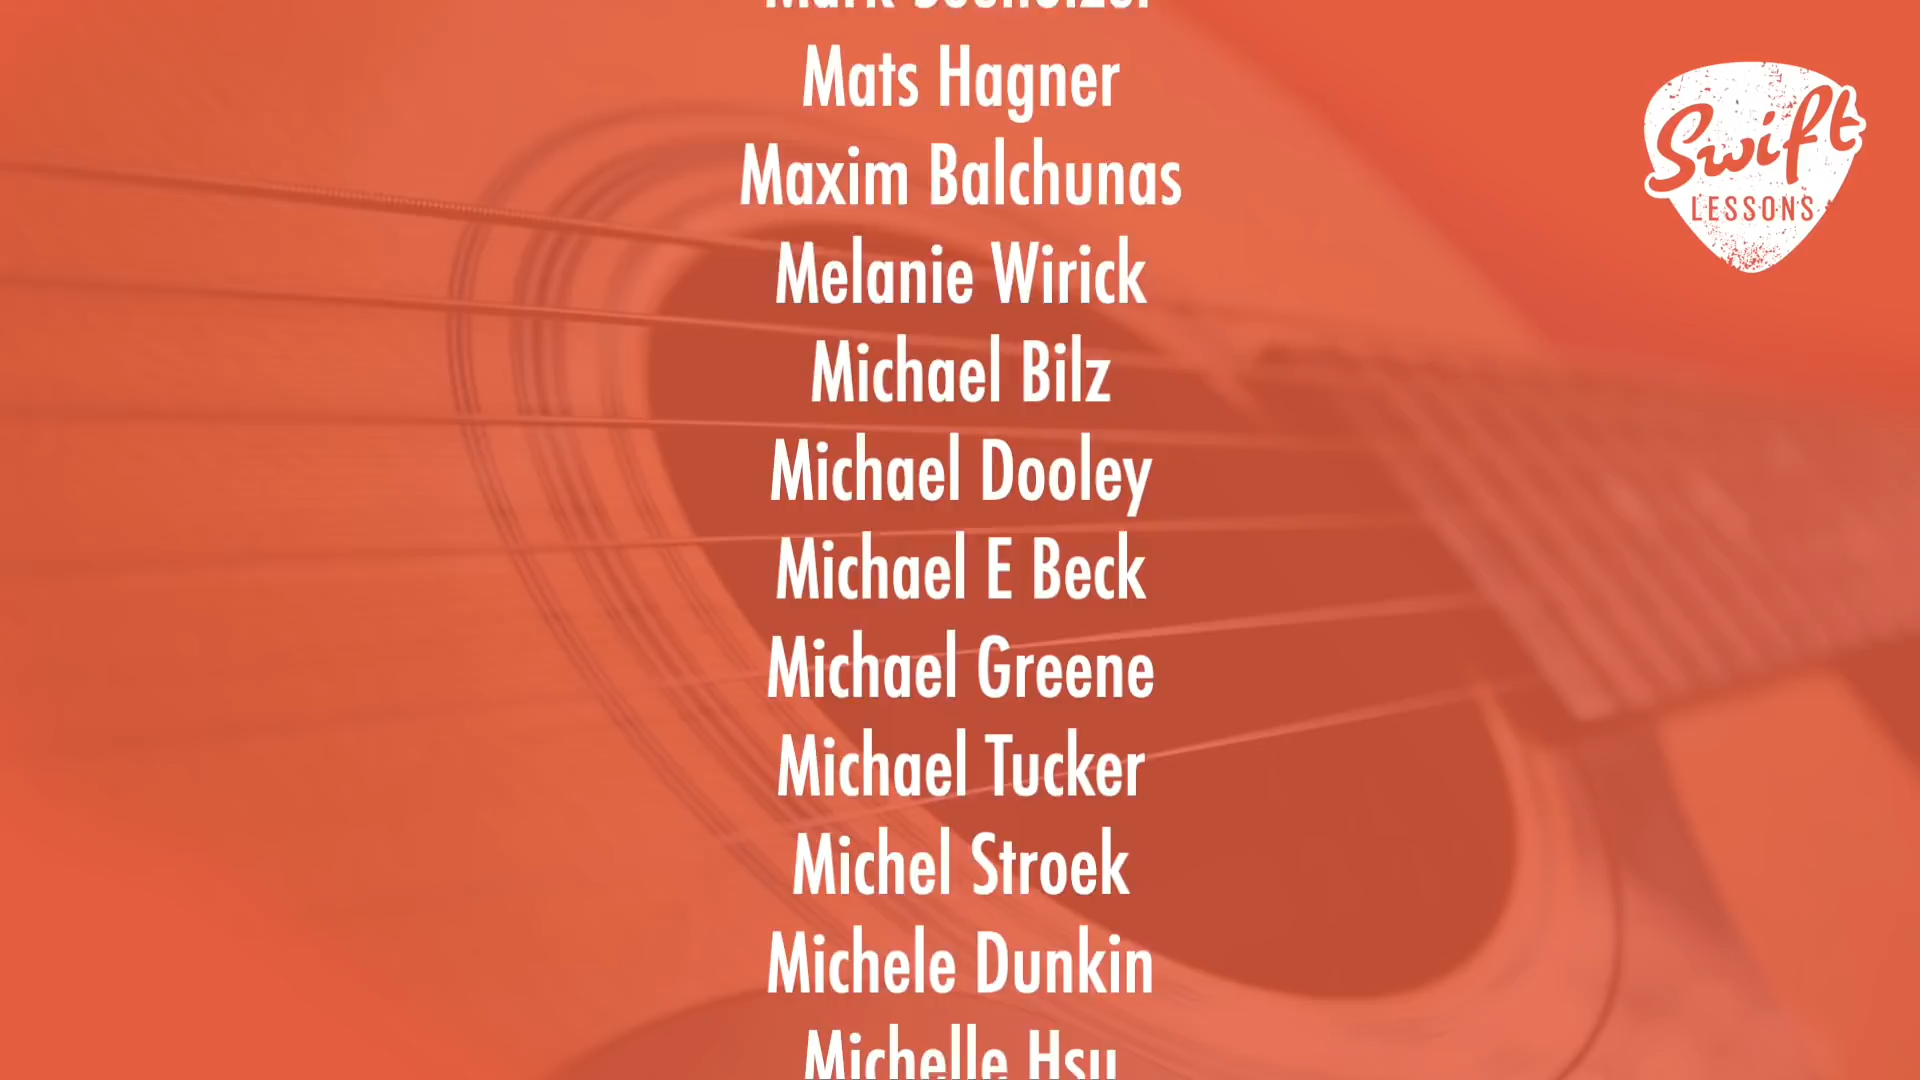 Mats Hagner
Maxim Balchunas
Melanie Wirick
Michael Bilz
Michael Dooley
Michael E Beck
Michael Greene
Michael Tucker
Michel Stroek
Michele Dunkin
Michelle Hsu
Swift
LESSONS